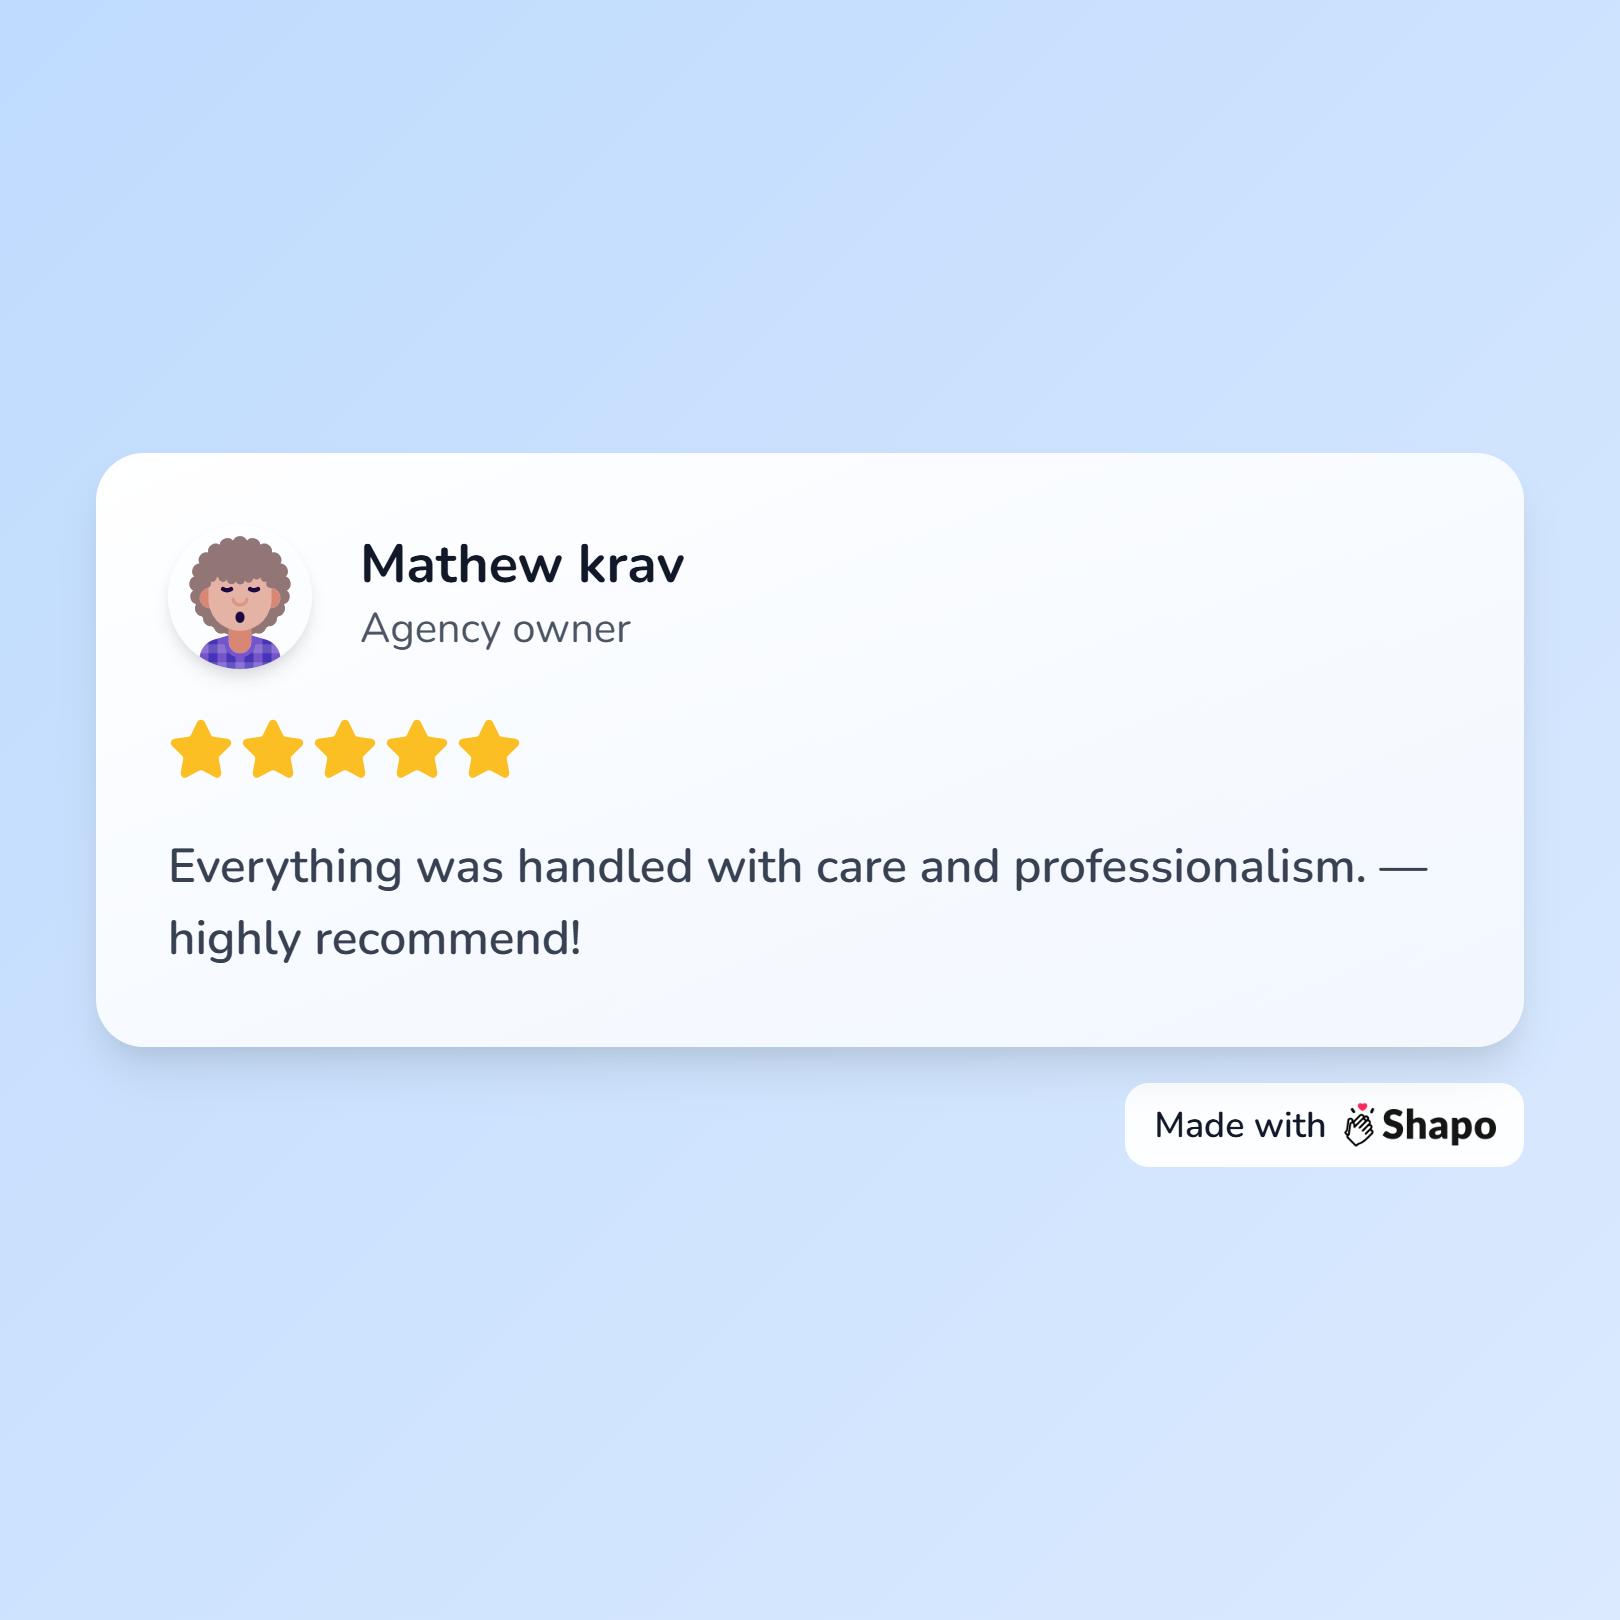 Mathew krav
Agency owner
Everything was handled with care and professionalism. —
highly recommend!
Made with Shapo